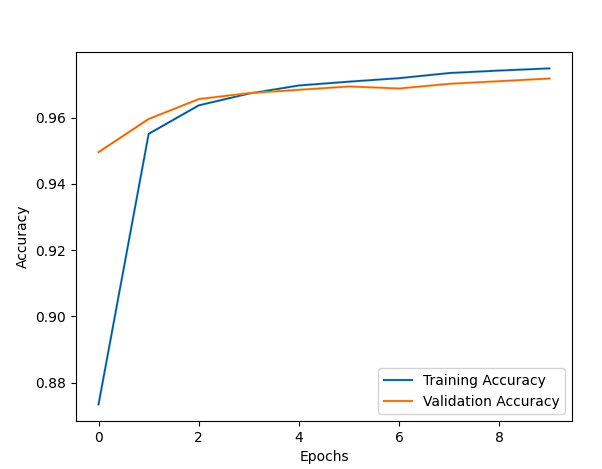 0.96
0.94
0.92
0.90
0.88
Accuracy
0 2 4 6 8
Epochs
Training Accuracy
Validation Accuracy